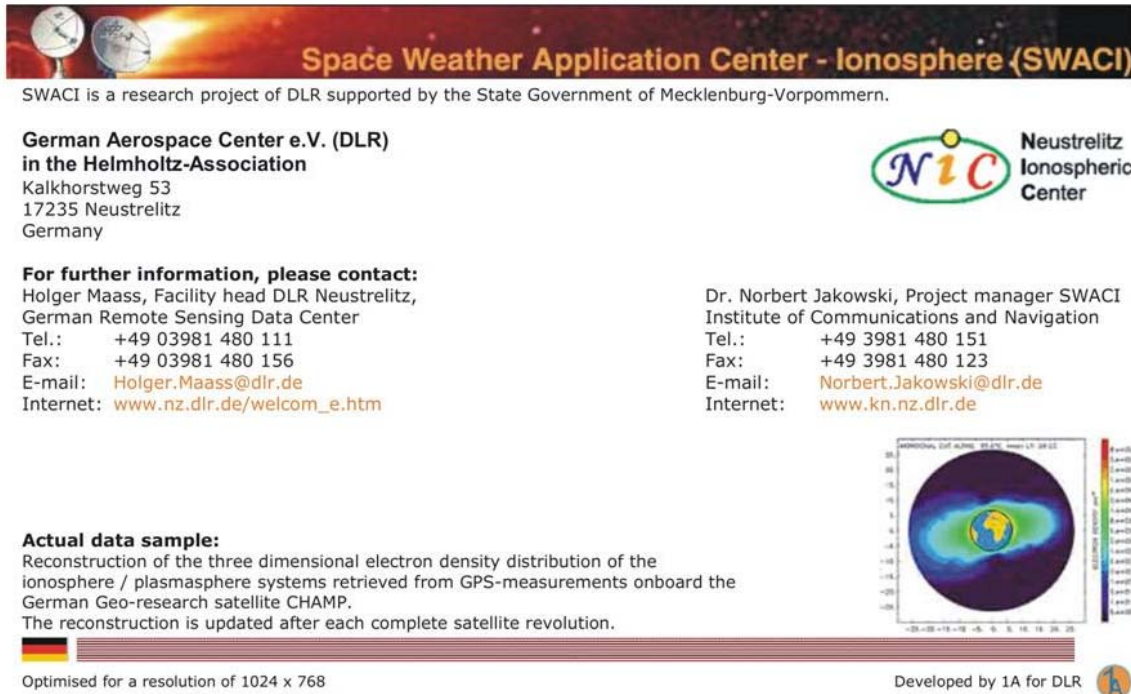 Space Weather Application Center - Ionosphere (SWACI)
SWACI is a research project of DLR supported by the State Government of Mecklenburg-Vorpommern.
German Aerospace Center e.V. (DLR)
in the Helmholtz-Association
Kalkhorstweg 53
17235 Neustrelitz
Germany
NiC
Neustrelitz
Ionospheric
Center
For further information, please contact:
Holger Maass, Facility head DLR Neustrelitz,
German Remote Sensing Data Center
Tel.: +49 03981 480 111
Fax: +49 03981 480 156
E-mail: Holger.Maass@dlr.de
Internet: www.nz.dlr.de/welcom_e.htm
Dr. Norbert Jakowski, Project manager SWACI
Institute of Communications and Navigation
Tel.: +49 3981 480 151
Fax: +49 3981 480 123
E-mail: Norbert.Jakowski@dlr.de
Internet: www.kn.nz.dlr.de
Actual data sample:
Reconstruction of the three dimensional electron density distribution of the
ionosphere / plasmasphere systems retrieved from GPS-measurements onboard the
German Geo-research satellite CHAMP.
The reconstruction is updated after each complete satellite revolution.
Optimised for a resolution of 1024 x 768
Developed by 1A for DLR